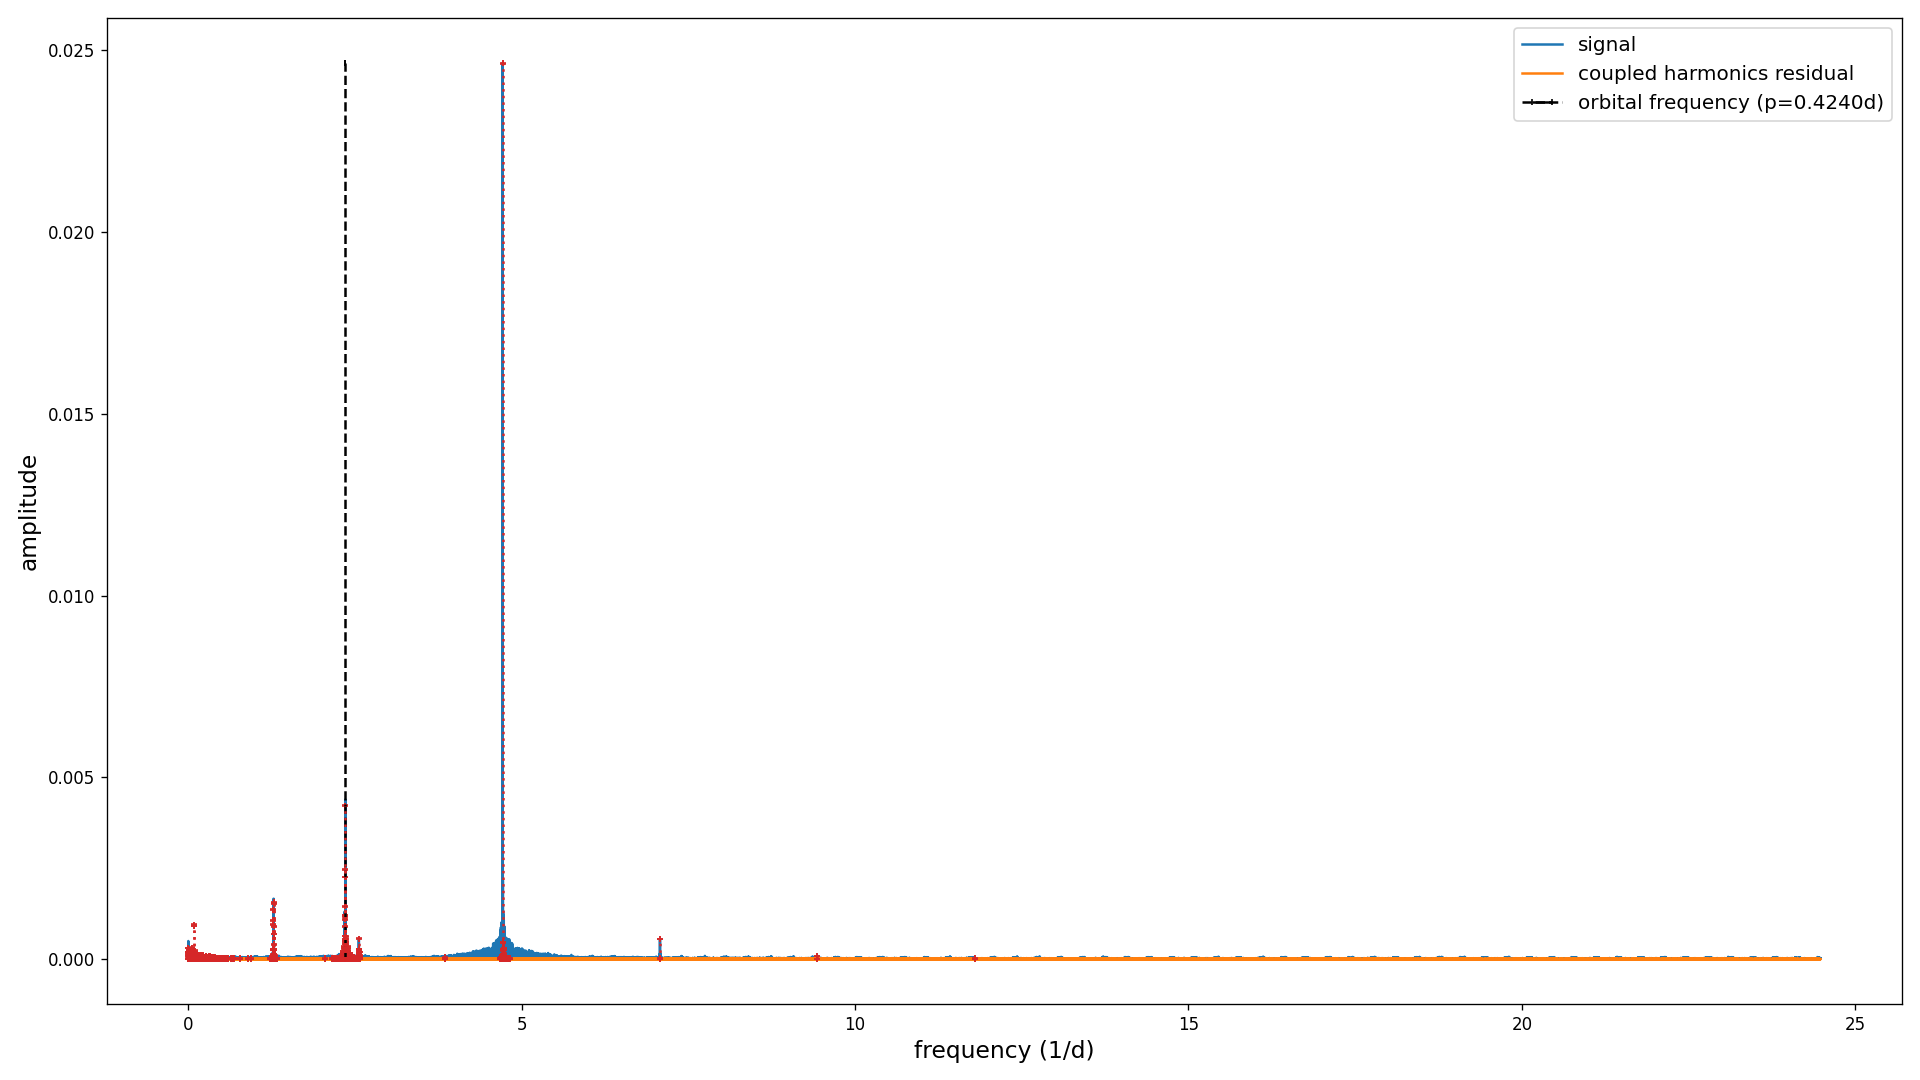 signal
coupled harmonics residual
orbital frequency (p=0.4240d)
amplitude
0.025
0.020
0.015
0.010
0.005
0.000
0 5 10 15 20 25
frequency (1/d)